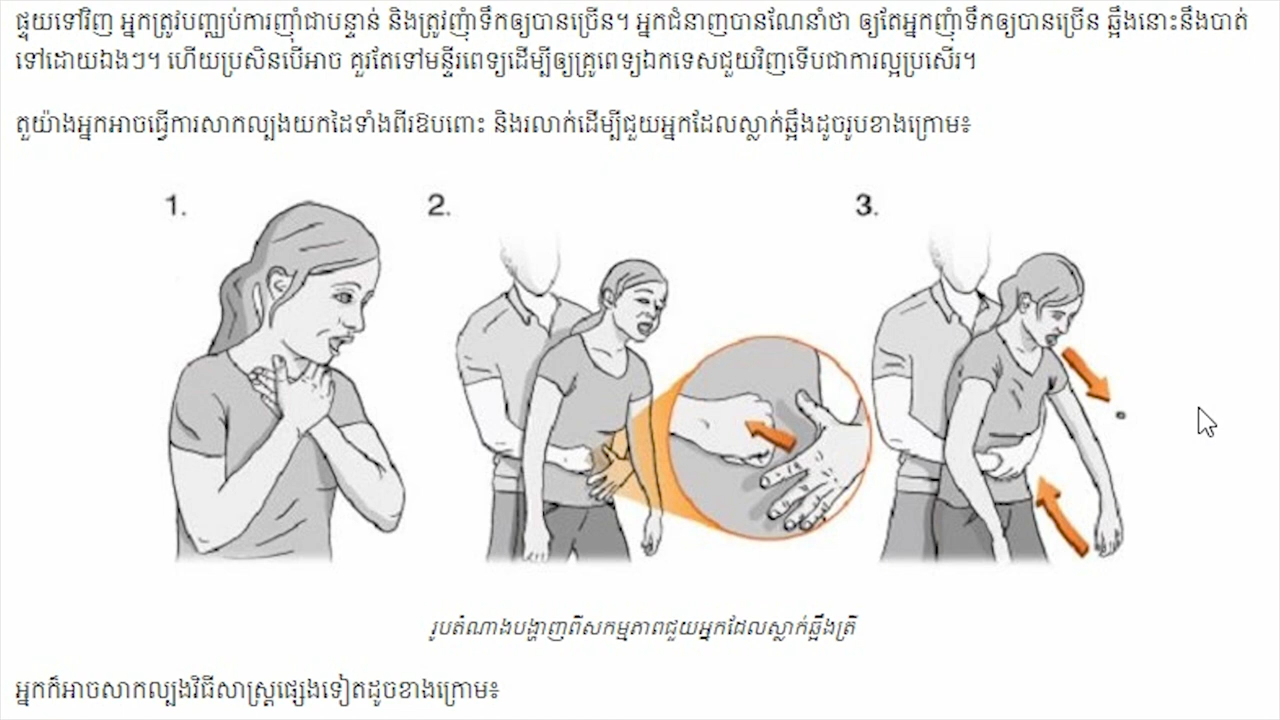 ផ្ទុយទៅវិញ អ្នកត្រូវបញ្ឈប់ការញ៉ាំជាបន្ទាន់ និងត្រូវញ៉ាំទឹកឲ្យបានច្រើន។ អ្នកជំនាញបានណែនាំថា ឲ្យតែអ្នកញ៉ាំទឹកឲ្យបានច្រើន ឆ្អឹងនោះនឹងបាត់
ទៅដោយឯងៗ។ ហើយប្រសិនបើអាច គួរតែទៅមន្ទីរពេទ្យដើម្បីឲ្យគ្រូពេទ្យឯកទេសជួយវិញទើបជាការល្អប្រសើរ។
តួយ៉ាងអ្នកអាចធ្វើការសាកល្បងយកដៃទាំងពីរឱបពោះ និងរលាក់ដើម្បីជួយអ្នកដែលស្លាក់ឆ្អឹងដូចរូបខាងក្រោម៖
1. 2. 3.
រូបតំណាងបង្ហាញពីសកម្មភាពជួយអ្នកដែលស្លាក់ឆ្អឹងត្រី
អ្នកក៏អាចសាកល្បងវិធីសាស្ត្រផ្សេងទៀតដូចខាងក្រោម៖